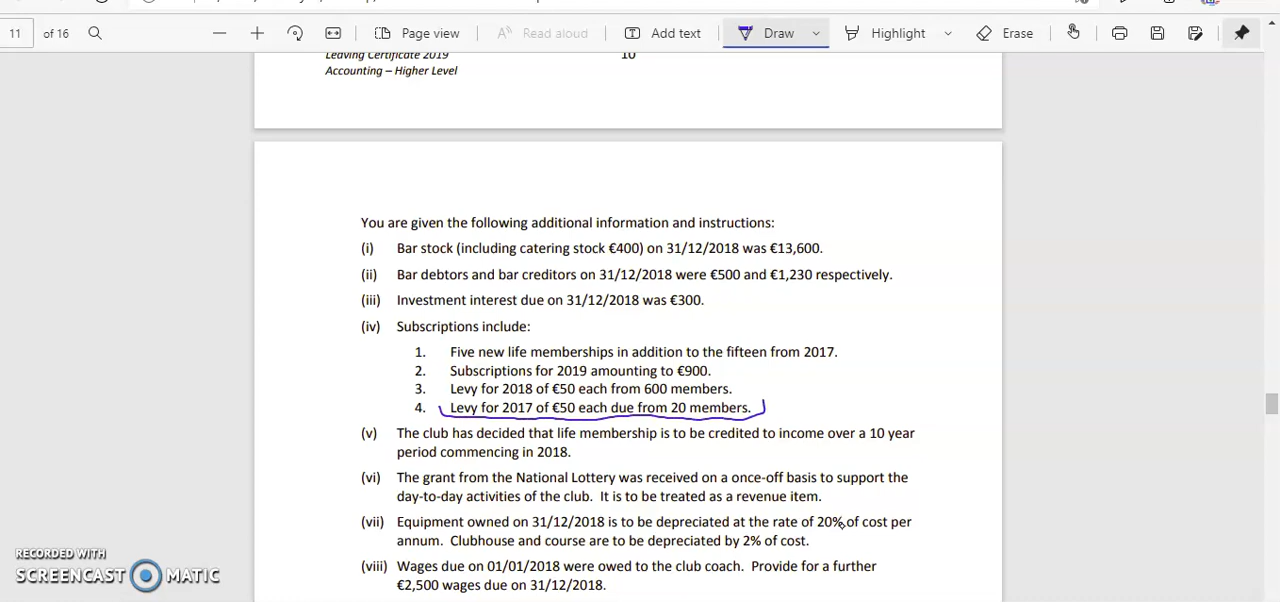 11 of 16 Page view Read aloud Add text Draw Highlight Erase
Leaving Certificate 2019 10
Accounting – Higher Level
You are given the following additional information and instructions:
(i) Bar stock (including catering stock €400) on 31/12/2018 was €13,600.
(ii) Bar debtors and bar creditors on 31/12/2018 were €500 and €1,230 respectively.
(iii) Investment interest due on 31/12/2018 was €300.
(iv) Subscriptions include:
1. Five new life memberships in addition to the fifteen from 2017.
2. Subscriptions for 2019 amounting to €900.
3. Levy for 2018 of €50 each from 600 members.
4. Levy for 2017 of €50 each due from 20 members.
(v) The club has decided that life membership is to be credited to income over a 10 year
period commencing in 2018.
(vi) The grant from the National Lottery was received on a once-off basis to support the
day-to-day activities of the club. It is to be treated as a revenue item.
(vii) Equipment owned on 31/12/2018 is to be depreciated at the rate of 20% of cost per
annum. Clubhouse and course are to be depreciated by 2% of cost.
(viii) Wages due on 01/01/2018 were owed to the club coach. Provide for a further
€2,500 wages due on 31/12/2018.
RECORDED WITH
SCREENCAST MATIC